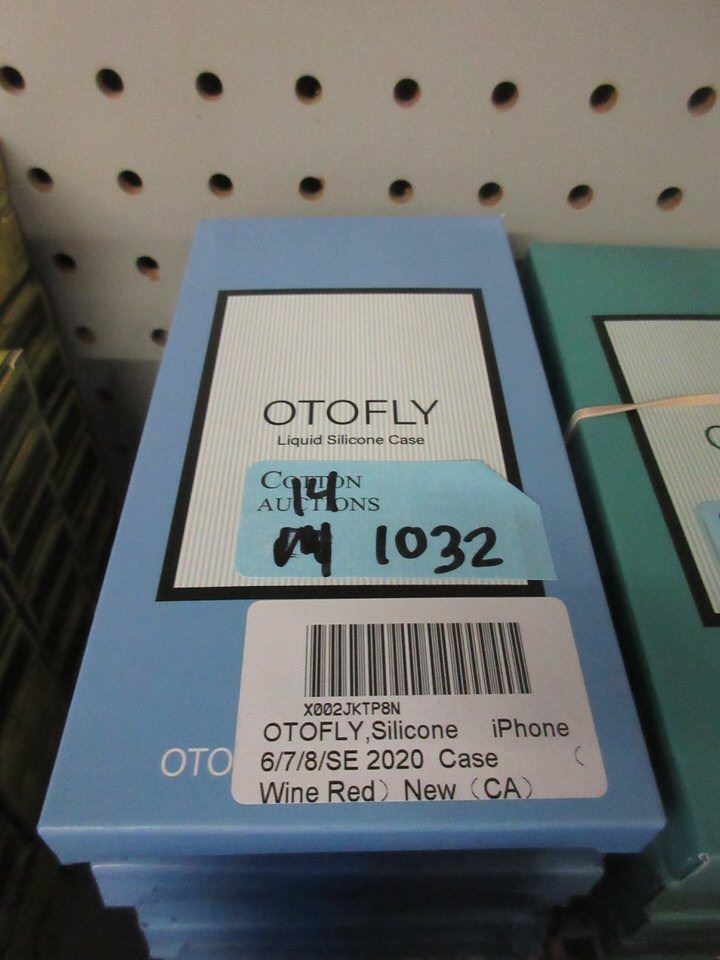 OTOFLY
Liquid Silicone Case
COTTON
AUCTIONS
14
1032
X002JKTP8N
OTOFLY,Silicone iPhone
6/7/8/SE 2020 Case （
Wine Red）New（CA）
OTO